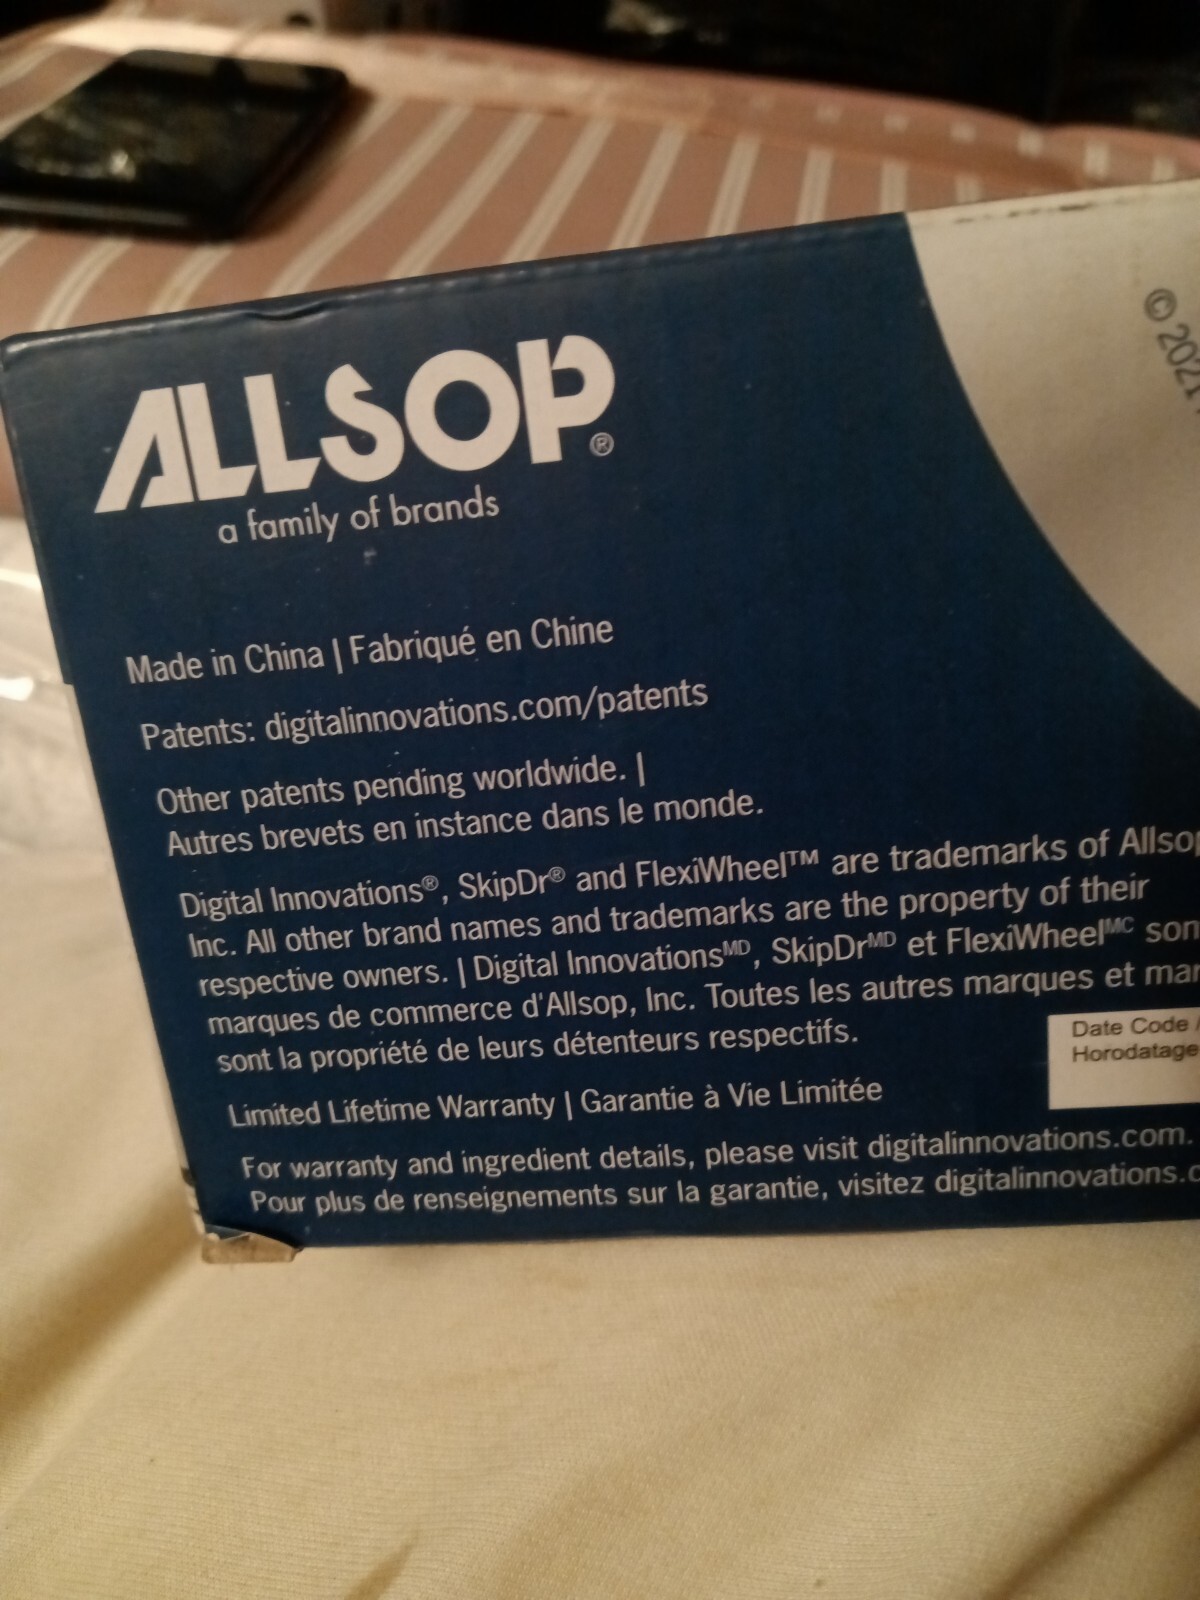 ALLSOP®
a family of brands
© 2021
Made in China | Fabriqué en Chine
Patents: digitalinnovations.com/patents
Other patents pending worldwide. |
Autres brevets en instance dans le monde.
Digital Innovations®, SkipDr® and FlexiWheel™ are trademarks of Allsop
Inc. All other brand names and trademarks are the property of their
respective owners. | Digital Innovationsᴹᴰ, SkipDrᴹᴰ et FlexiWheelᴹᶜ son
marques de commerce d'Allsop, Inc. Toutes les autres marques et mar
sont la propriété de leurs détenteurs respectifs.
Date Code /
Horodatage
Limited Lifetime Warranty | Garantie à Vie Limitée
For warranty and ingredient details, please visit digitalinnovations.com.
Pour plus de renseignements sur la garantie, visitez digitalinnovations.c